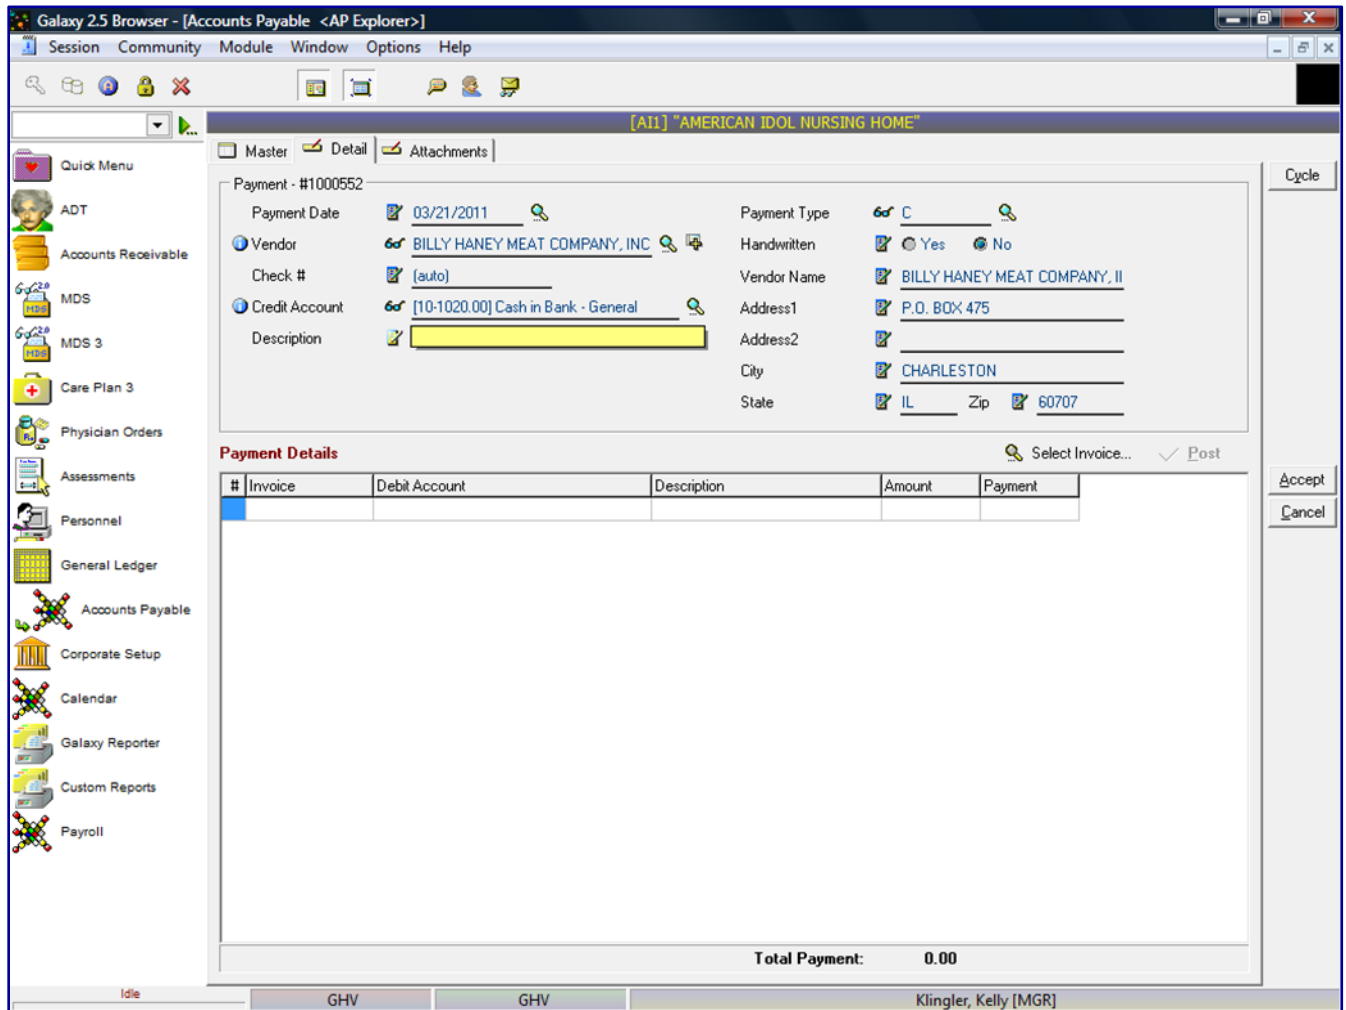 Galaxy 2.5 Browser - [Accounts Payable <AP Explorer>]
Session Community Module Window Options Help
[AI1] "AMERICAN IDOL NURSING HOME"
Master Detail Attachments
Cycle
Quick Menu
ADT
Accounts Receivable
MDS
MDS 3
Care Plan 3
Physician Orders
Assessments
Personnel
General Ledger
Accounts Payable
Corporate Setup
Calendar
Galaxy Reporter
Custom Reports
Payroll
Payment - #1000552
Payment Date 03/21/2011 Payment Type C
Vendor BILLY HANEY MEAT COMPANY, INC Handwritten Yes No
Check # (auto) Vendor Name BILLY HANEY MEAT COMPANY, II
Credit Account [10-1020.00] Cash in Bank - General Address1 P.O. BOX 475
Description Address2
City CHARLESTON
State IL Zip 60707
Payment Details Select Invoice... Post
# Invoice Debit Account Description Amount Payment
Accept
Cancel
Total Payment: 0.00
Idle GHV GHV Klingler, Kelly [MGR]